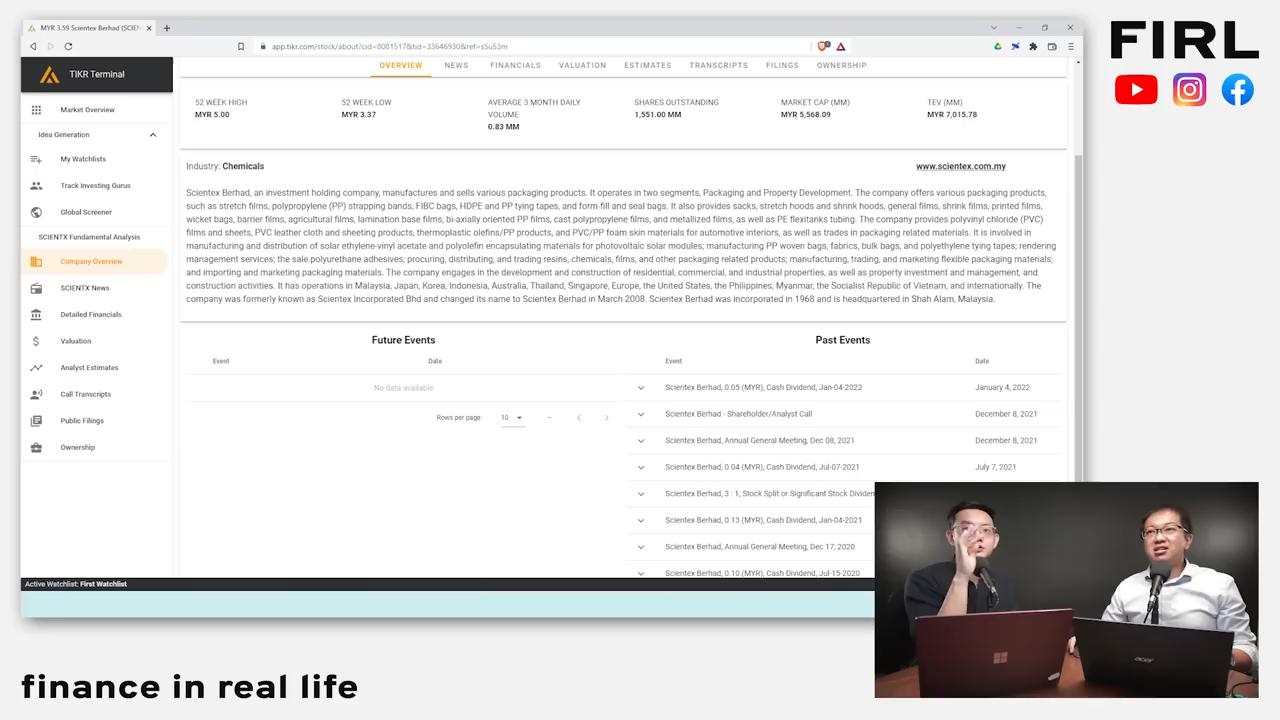 MYR 3.59 Scientex Berhad (SCIEN
app.tikr.com/stock/about?cid=8081517&tid=33646930&ref=s5u53m
FIRL
TIKR Terminal
OVERVIEW NEWS FINANCIALS VALUATION ESTIMATES TRANSCRIPTS FILINGS OWNERSHIP
Market Overview
Idea Generation
My Watchlists
Track Investing Gurus
Global Screener
SCIENTX Fundamental Analysis
Company Overview
SCIENTX News
Detailed Financials
Valuation
Analyst Estimates
Call Transcripts
Public Filings
Ownership
52 WEEK HIGH
MYR 5.00
52 WEEK LOW
MYR 3.37
AVERAGE 3 MONTH DAILY
VOLUME
0.83 MM
SHARES OUTSTANDING
1,551.00 MM
MARKET CAP (MM)
MYR 5,568.09
TEV (MM)
MYR 7,015.78
Industry: Chemicals
www.scientex.com.my
Scientex Berhad, an investment holding company, manufactures and sells various packaging products. It operates in two segments, Packaging and Property Development. The company offers various packaging products,
such as stretch films, polypropylene (PP) strapping bands, FIBC bags, HDPE and PP tying tapes, and form-fill and seal bags. It also provides sacks, stretch hoods and shrink hoods, general films, shrink films, printed films,
wicket bags, barrier films, agricultural films, lamination base films, bi-axially oriented PP films, cast polypropylene films, and metallized films, as well as PE flexitanks tubing. The company provides polyvinyl chloride (PVC)
films and sheets, PVC leather cloth and sheeting products, thermoplastic olefins/PP products, and PVC/PP foam skin materials for automotive interiors, as well as trades in packaging related materials. It is involved in
manufacturing and distribution of solar ethylene-vinyl acetate and polyolefin encapsulating materials for photovoltaic solar modules; manufacturing PP woven bags, fabrics, bulk bags, and polyethylene tying tapes; rendering
management services; the sale polyurethane adhesives; procuring, distributing, and trading resins, chemicals, films, and other packaging related products; manufacturing, trading, and marketing flexible packaging materials;
and importing and marketing packaging materials. The company engages in the development and construction of residential, commercial, and industrial properties, as well as property investment and management, and
construction activities. It has operations in Malaysia, Japan, Korea, Indonesia, Australia, Thailand, Singapore, Europe, the United States, the Philippines, Myanmar, the Socialist Republic of Vietnam, and internationally. The
company was formerly known as Scientex Incorporated Bhd and changed its name to Scientex Berhad in March 2008. Scientex Berhad was incorporated in 1968 and is headquartered in Shah Alam, Malaysia.
Future Events
Event Date
No data available
Rows per page: 10 –
Past Events
Event Date
Scientex Berhad, 0.05 (MYR), Cash Dividend, Jan-04-2022 January 4, 2022
Scientex Berhad - Shareholder/Analyst Call December 8, 2021
Scientex Berhad, Annual General Meeting, Dec 08, 2021 December 8, 2021
Scientex Berhad, 0.04 (MYR), Cash Dividend, Jul-07-2021 July 7, 2021
Scientex Berhad, 3 : 1, Stock Split or Significant Stock Dividen
Scientex Berhad, 0.13 (MYR), Cash Dividend, Jan-04-2021
Scientex Berhad, Annual General Meeting, Dec 17, 2020
Scientex Berhad, 0.10 (MYR), Cash Dividend, Jul-15-2020
Active Watchlist: First Watchlist
acer
finance in real life